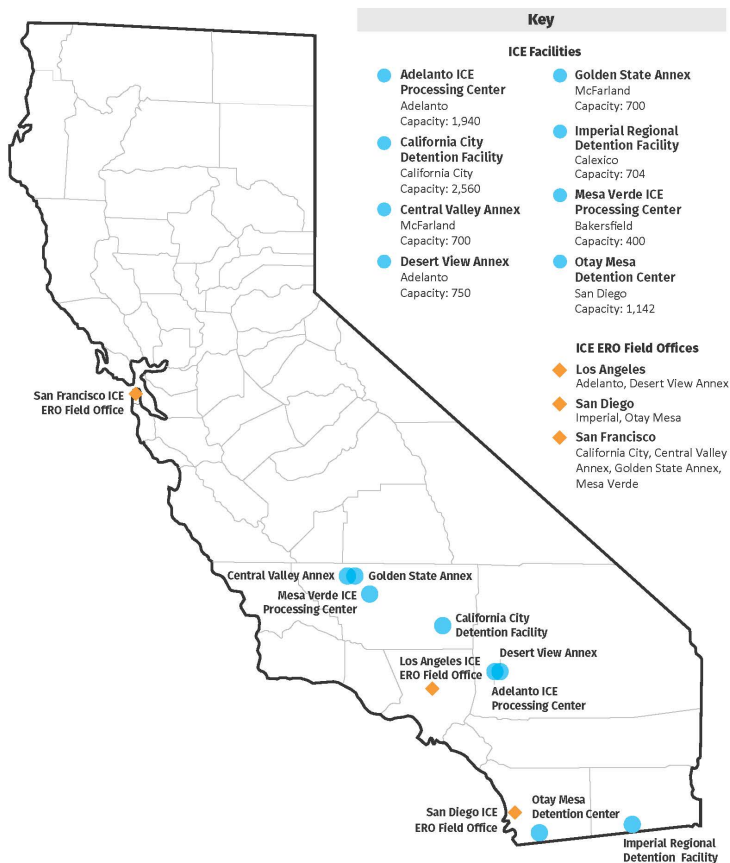 Key
ICE Facilities
Adelanto ICE
Processing Center
Adelanto
Capacity: 1,940
California City
Detention Facility
California City
Capacity: 2,560
Central Valley Annex
McFarland
Capacity: 700
Desert View Annex
Adelanto
Capacity: 750
Golden State Annex
McFarland
Capacity: 700
Imperial Regional
Detention Facility
Calexico
Capacity: 704
Mesa Verde ICE
Processing Center
Bakersfield
Capacity: 400
Otay Mesa
Detention Center
San Diego
Capacity: 1,142
ICE ERO Field Offices
Los Angeles
Adelanto, Desert View Annex
San Diego
Imperial, Otay Mesa
San Francisco
California City, Central Valley
Annex, Golden State Annex,
Mesa Verde
San Francisco ICE
ERO Field Office
Central Valley Annex
Golden State Annex
Mesa Verde ICE
Processing Center
California City
Detention Facility
Desert View Annex
Los Angeles ICE
ERO Field Office
Adelanto ICE
Processing Center
Otay Mesa
Detention Center
San Diego ICE
ERO Field Office
Imperial Regional
Detention Facility